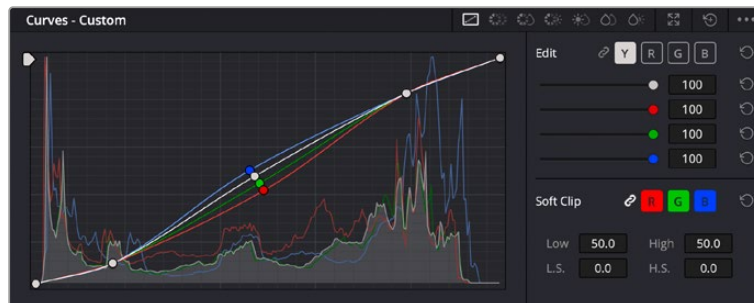 Curves - Custom
Edit Y R G B
100
100
100
100
Soft Clip R G B
Low 50.0 High 50.0
L.S. 0.0 H.S. 0.0